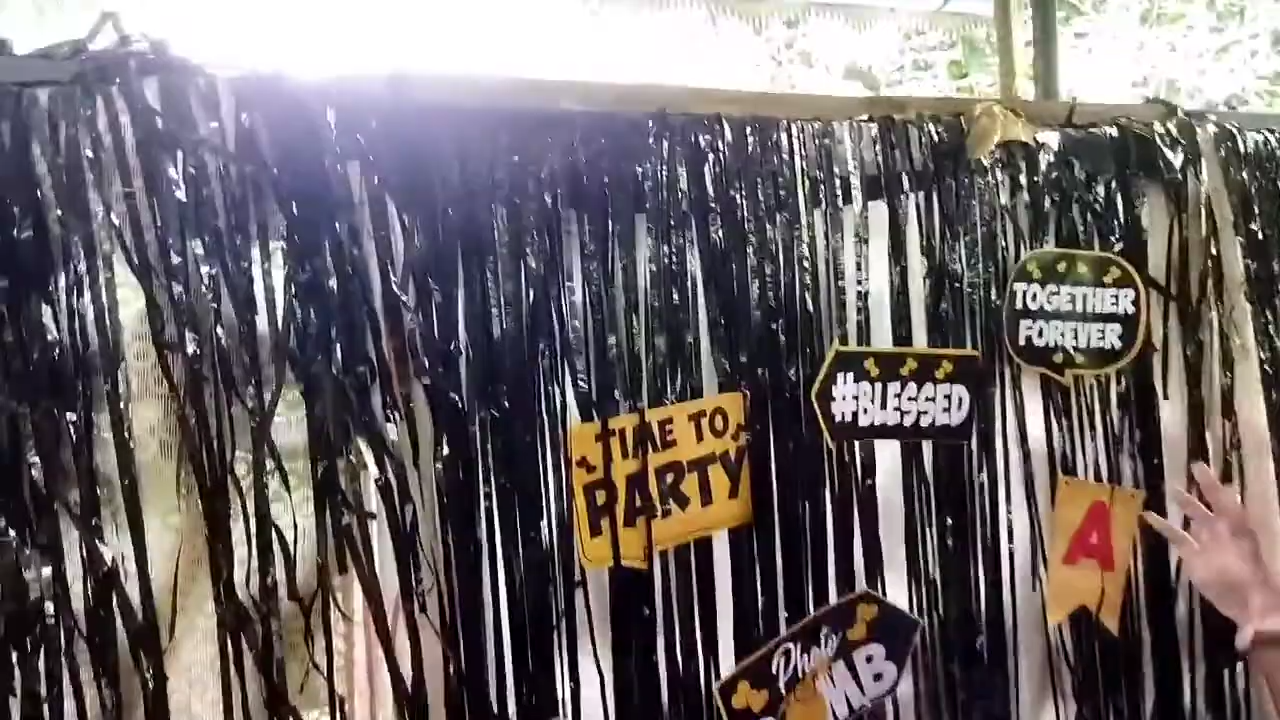 TOGETHER
FOREVER
#BLESSED
TIME TO
PARTY
A
Photo